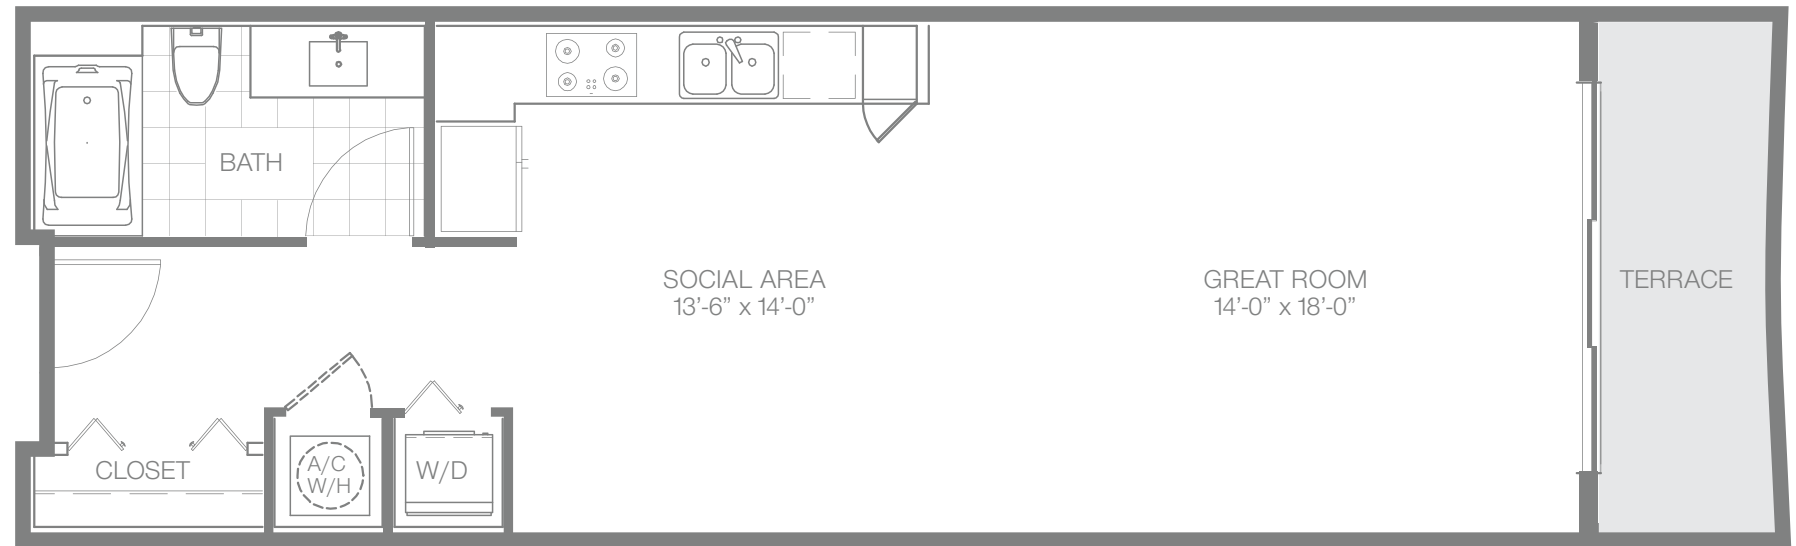 BATH
SOCIAL AREA
13’-6” x 14’-0”
GREAT ROOM
14’-0” x 18’-0”
TERRACE
CLOSET
A/C
W/H
W/D